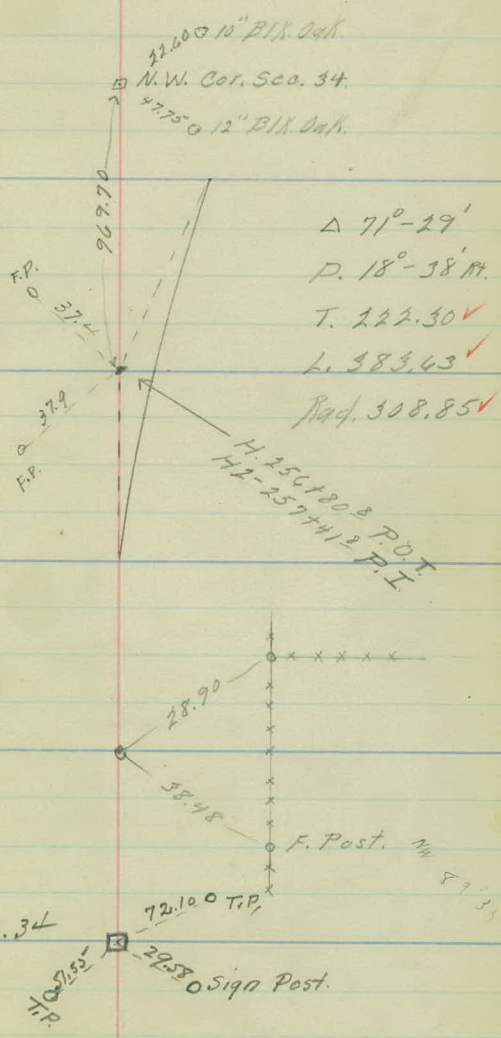 22.60 10" Blk. Oak.
N.W. Cor. Sec. 34.
47.75 12" Blk Oak.
969.70
Δ 71°-29'
D. 18°-38' Rt.
T. 222.30 ✓
L. 383.63 ✓
Rad. 308.85 ✓
F.P.
37.4
37.9
F.P.
H. 256+80.8 P.O.T.
H2-257+41.8 P.I.
28.90
38.48
F. Post.
72.10 T.P.
.34
29.58 Sign Post.
51.55
T.P.